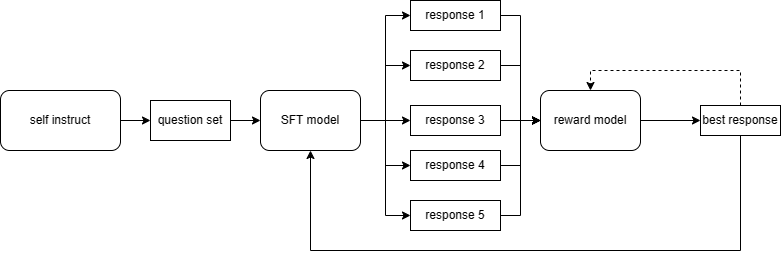 self instruct
question set
SFT model
response 1
response 2
response 3
response 4
response 5
reward model
best response